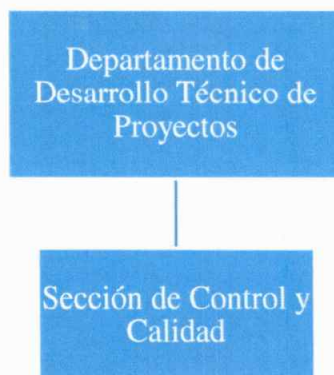 Departamento de
Desarrollo Técnico de
Proyectos
Sección de Control y
Calidad